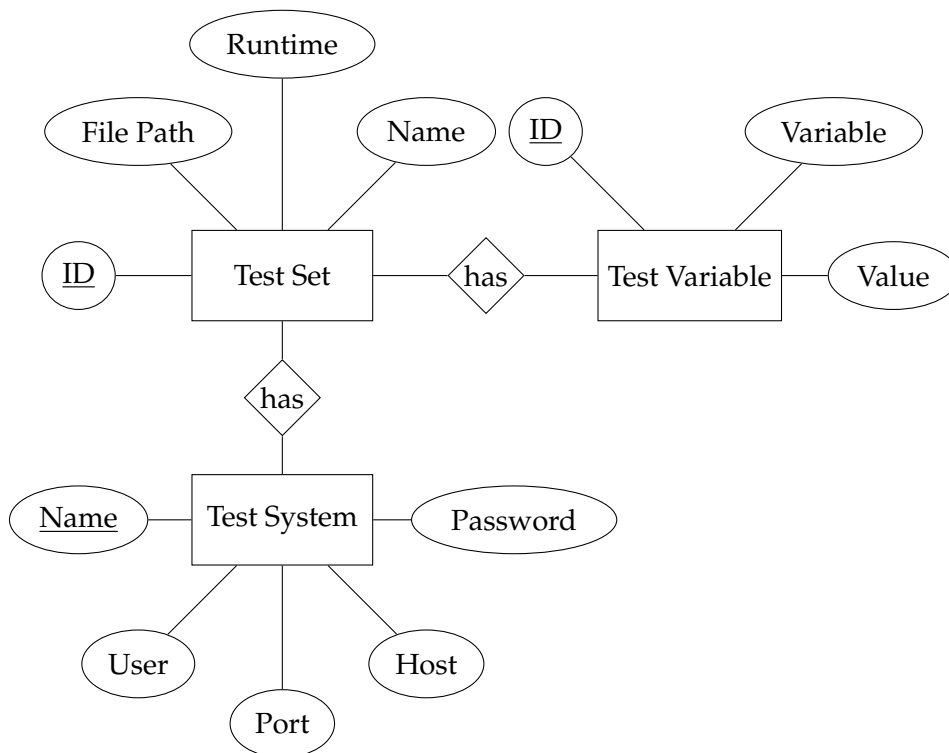 Runtime
File Path
Name
ID
Variable
ID
Test Set
has
Test Variable
Value
has
Name
Test System
Password
User
Host
Port